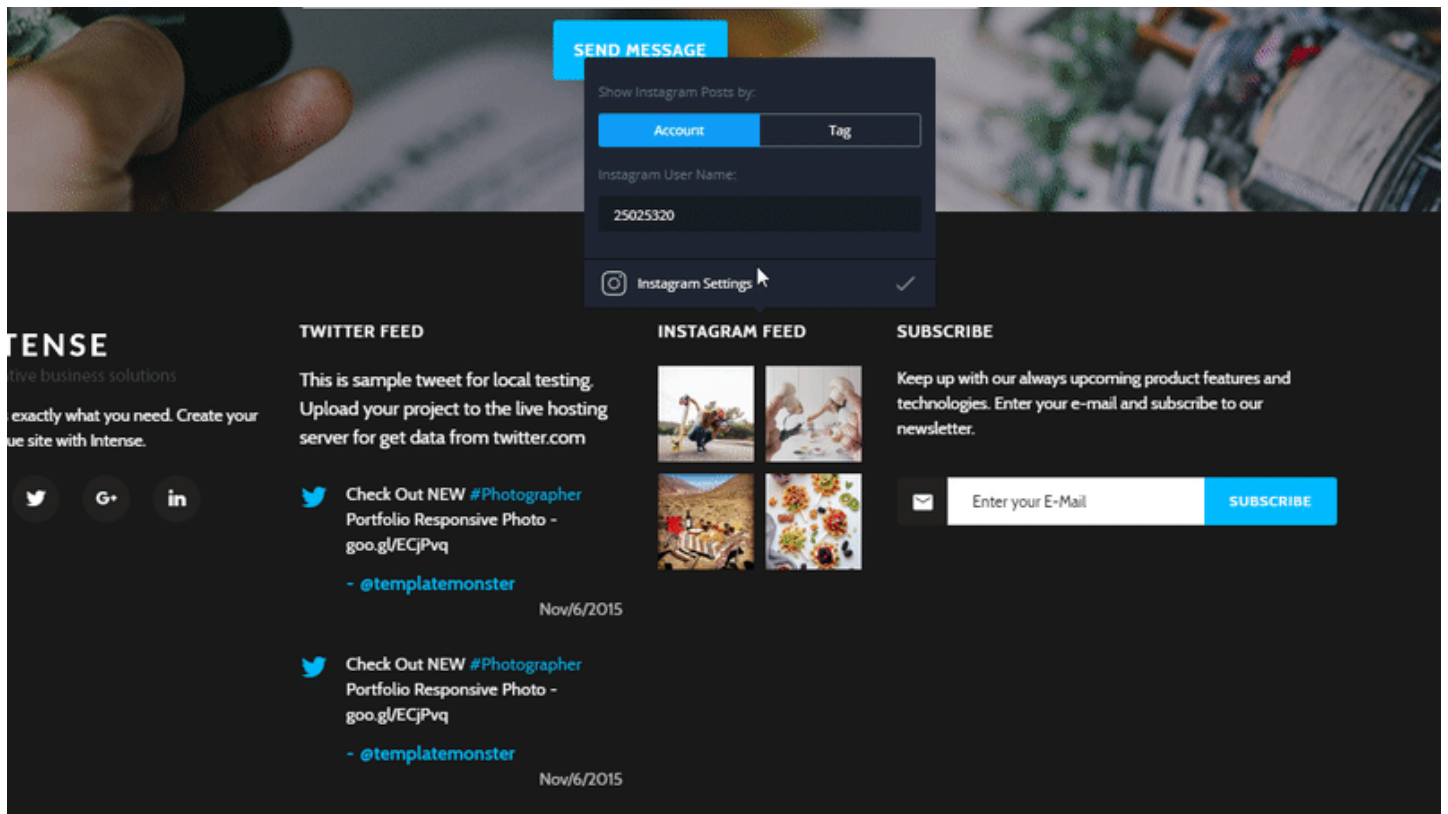 SEND MESSAGE
Show Instagram Posts by:
Account
Tag
Instagram User Name:
25025320
Instagram Settings
TENSE
tive business solutions
exactly what you need. Create your
ue site with Intense.
G+
in
TWITTER FEED
This is sample tweet for local testing.
Upload your project to the live hosting
server for get data from twitter.com
Check Out NEW #Photographer
Portfolio Responsive Photo -
goo.gl/ECjPvq
- @templatemonster
Nov/6/2015
Check Out NEW #Photographer
Portfolio Responsive Photo -
goo.gl/ECjPvq
- @templatemonster
Nov/6/2015
INSTAGRAM FEED
SUBSCRIBE
Keep up with our always upcoming product features and
technologies. Enter your e-mail and subscribe to our
newsletter.
Enter your E-Mail
SUBSCRIBE